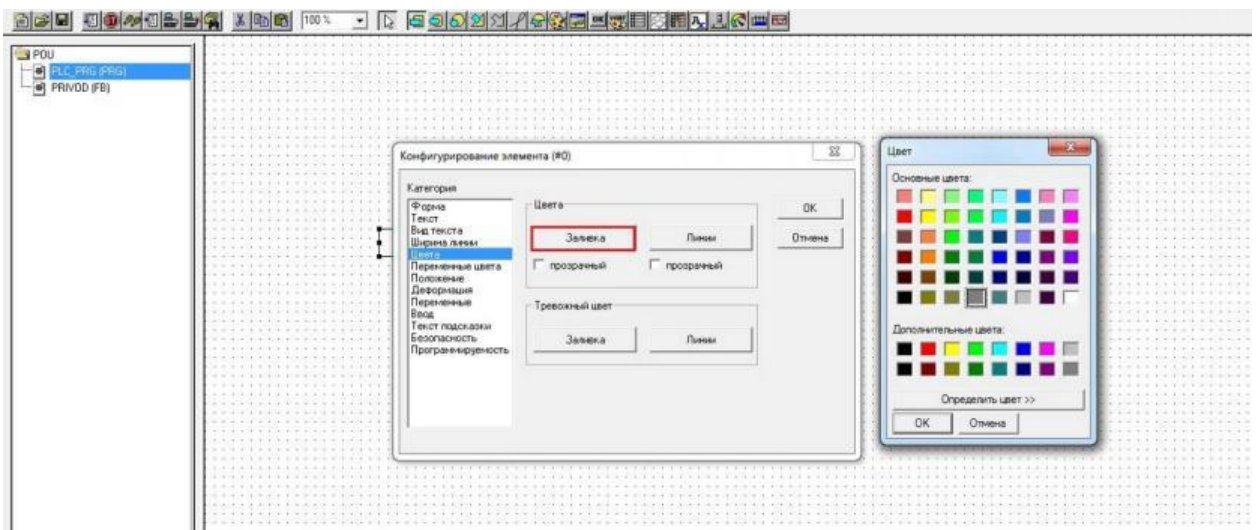 100 %
POU
PLC_PRG (PRG)
PRIVOD (FB)
Конфигурирование элемента (#0)
Категория
Форма
Текст
Вид текста
Ширина линии
Цвета
Переменные цвета
Положение
Деформация
Переменные
Ввод
Текст подсказки
Безопасность
Программируемость
Цвета
Заливка
Линии
прозрачный
прозрачный
Тревожный цвет
Заливка
Линии
OK
Отмена
Цвет
Основные цвета:
Дополнительные цвета:
Определить цвет >>
OK
Отмена